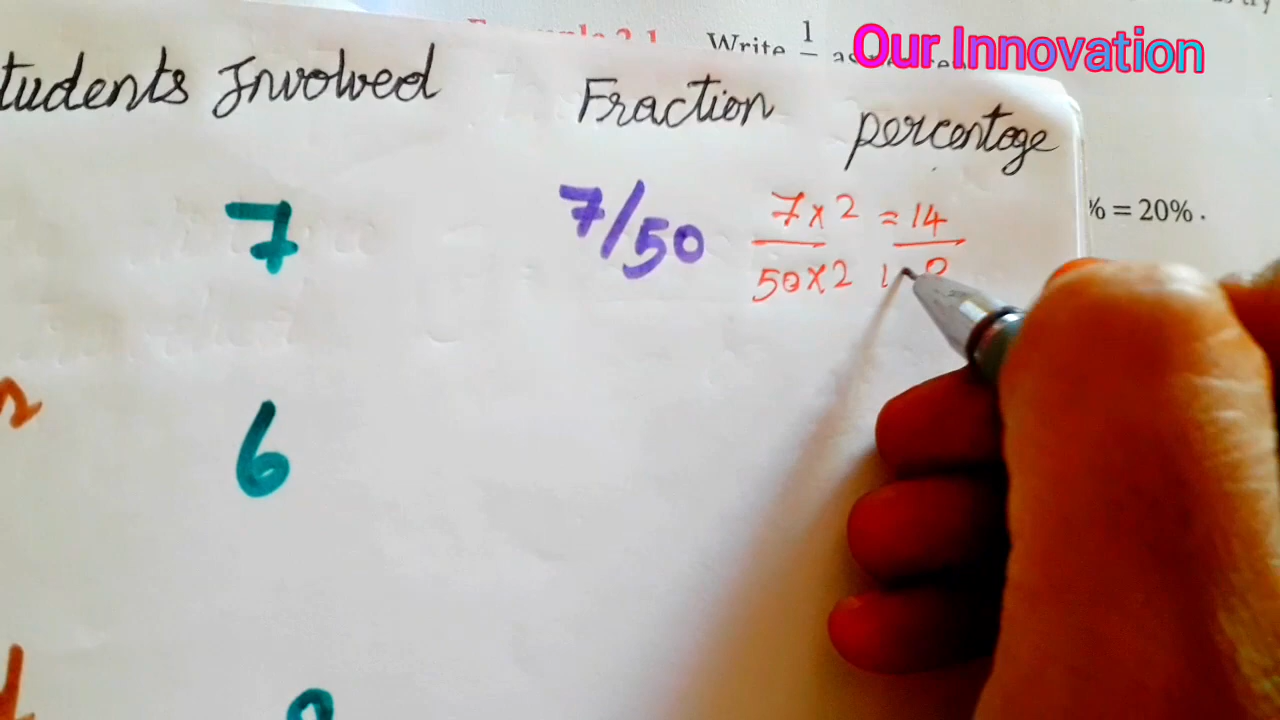 Write 1
Our Innovation
tudents Involved Fraction percentage
7 7/50 7x2 = 14
50x2
% = 20% .
6